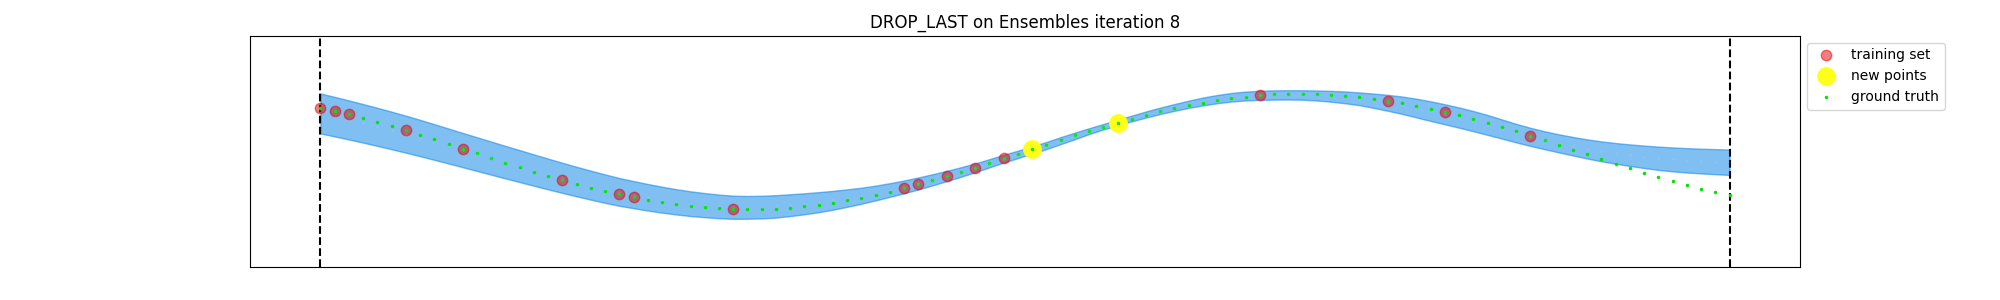 DROP_LAST on Ensembles iteration 8
training set
new points
ground truth